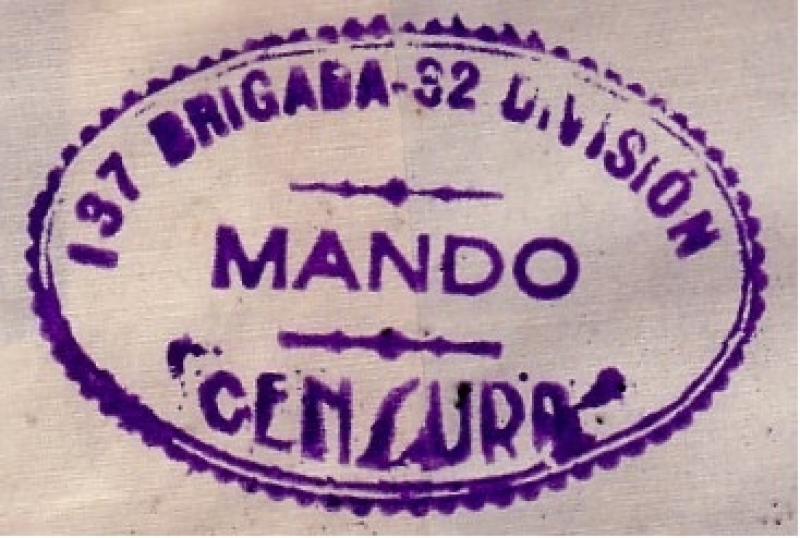 137 BRIGADA-32 DIVISIÓN
MANDO
"CENSURA"